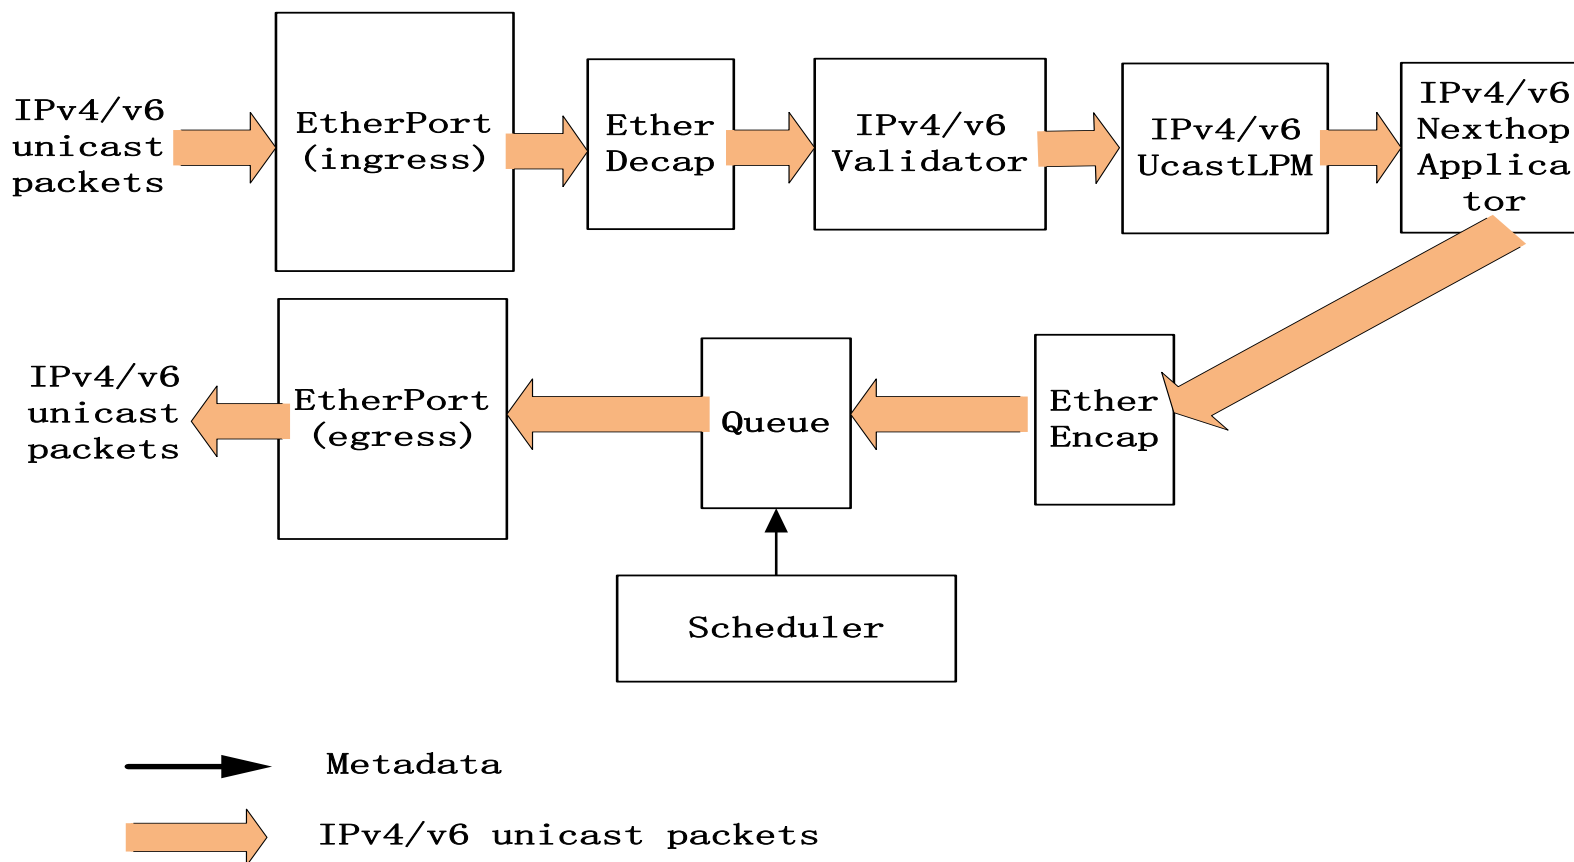 IPv4/v6
unicast
packets
EtherPort
(ingress)
Ether
Decap
IPv4/v6
Validator
IPv4/v6
UcastLPM
IPv4/v6
Nexthop
Applica
tor
IPv4/v6
unicast
packets
EtherPort
(egress)
Queue
Ether
Encap
Scheduler
Metadata
IPv4/v6 unicast packets